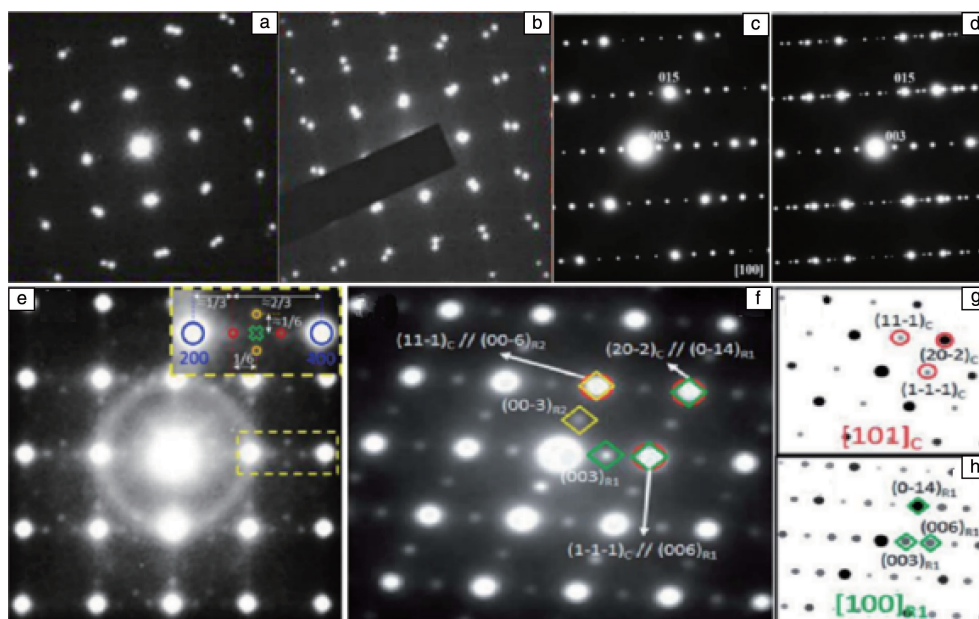 a
b
c
d
015
003
[100]
015
003
e
≈1/3
≈2/3
≈1/6
200
400
1/6
f
(11-1)C // (00-6)R2
(20-2)C // (0-14)R1
(00-3)R2
(003)R1
(1-1-1)C // (006)R1
g
(11-1)C
(20-2)C
(1-1-1)C
[101]C
h
(0-14)R1
(006)R1
(003)R1
[100]R1